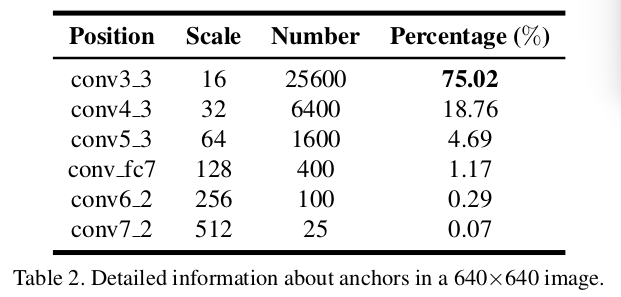 Position Scale Number Percentage (%)
conv3_3 16 25600 75.02
conv4_3 32 6400 18.76
conv5_3 64 1600 4.69
conv_fc7 128 400 1.17
conv6_2 256 100 0.29
conv7_2 512 25 0.07
Table 2. Detailed information about anchors in a 640×640 image.